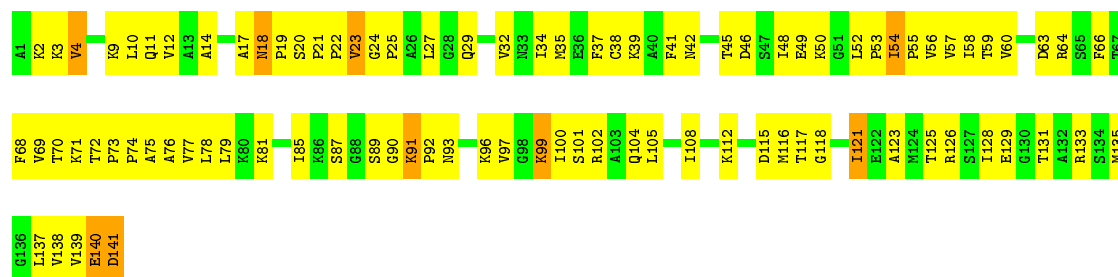 A1 K2 K3 V4 K9 L10 Q11 V12 A13 A14 A17 N18 P19 S20 P21 P22 V23 G24 P25 A26 L27 G28 Q29 V32 N33 I34 M35 E36 F37 C38 K39 A40 F41 N42 T45 D46 S47 I48 E49 K50 G51 L52 P53 I54 P55 V56 V57 I58 T59 V60 D63 R64 S65 F66 T67
F68 V69 T70 K71 T72 P73 P74 A75 A76 V77 L78 L79 K80 K81 I85 K86 S87 G88 S89 G90 K91 P92 N93 K96 V97 G98 K99 I100 S101 R102 A103 Q104 L105 I108 K112 D115 M116 T117 G118 I121 E122 A123 M124 T125 R126 S127 I128 E129 G130 T131 A132 R133 S134 M135
G136 L137 V138 V139 E140 D141